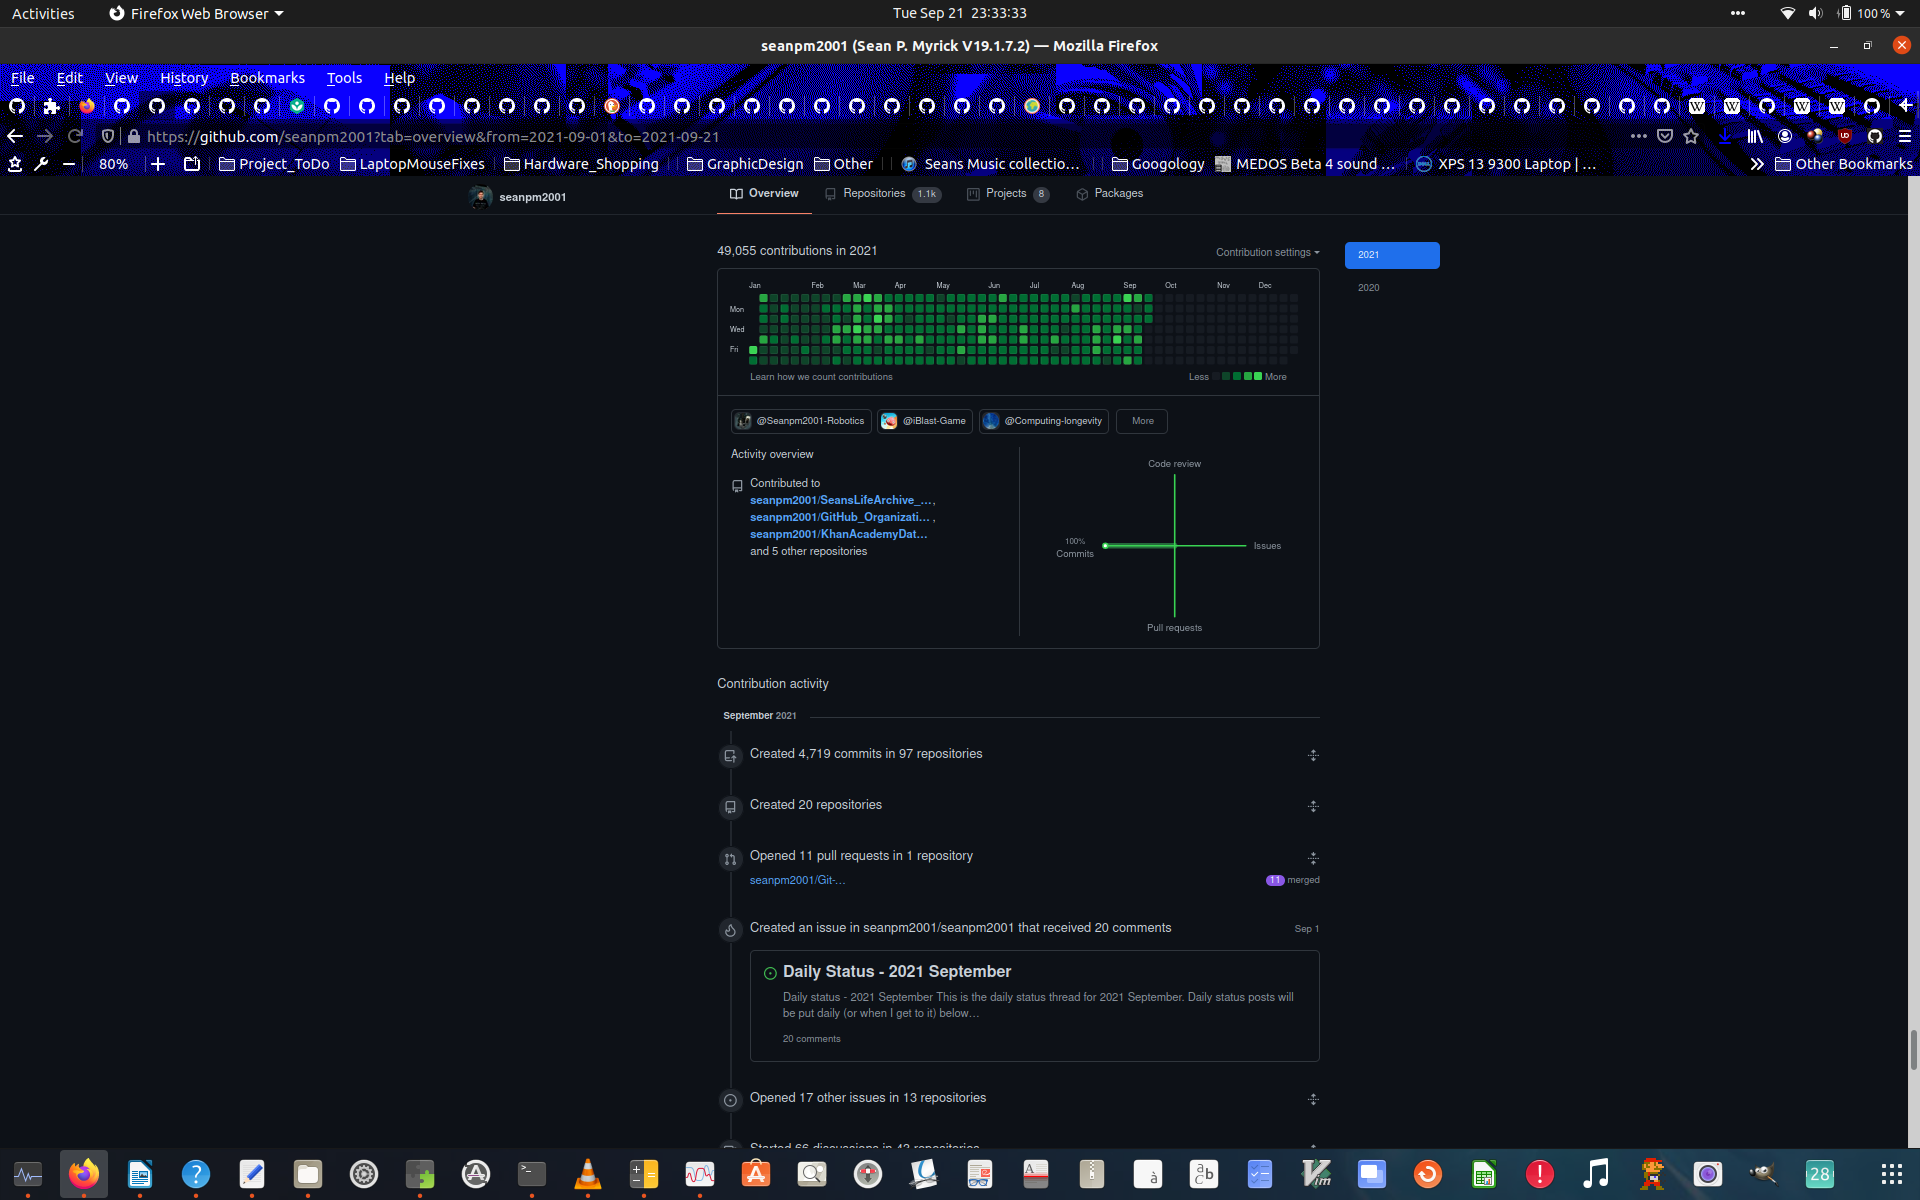 Activities
Firefox Web Browser
Tue Sep 21 23:33:33
100 %
seanpm2001 (Sean P. Myrick V19.1.7.2) — Mozilla Firefox
File Edit View History Bookmarks Tools Help
https://github.com/seanpm2001?tab=overview&from=2021-09-01&to=2021-09-21
80%
Project_ToDo
LaptopMouseFixes
Hardware_Shopping
GraphicDesign
Other
Seans Music collectio…
Googology
MEDOS Beta 4 sound …
XPS 13 9300 Laptop | …
Other Bookmarks
seanpm2001
Overview
Repositories 1.1k
Projects 8
Packages
49,055 contributions in 2021
Contribution settings
2021
2020
Jan Feb Mar Apr May Jun Jul Aug Sep Oct Nov Dec
Mon
Wed
Fri
Learn how we count contributions
Less More
@Seanpm2001-Robotics
@iBlast-Game
@Computing-longevity
More
Activity overview
Contributed to
seanpm2001/SeansLifeArchive_… ,
seanpm2001/GitHub_Organizati… ,
seanpm2001/KhanAcademyDat…
and 5 other repositories
Code review
100%
Commits
Issues
Pull requests
Contribution activity
September 2021
Created 4,719 commits in 97 repositories
Created 20 repositories
Opened 11 pull requests in 1 repository
seanpm2001/Git-…
11 merged
Created an issue in seanpm2001/seanpm2001 that received 20 comments
Sep 1
Daily Status - 2021 September
Daily status - 2021 September This is the daily status thread for 2021 September. Daily status posts will
be put daily (or when I get to it) below…
20 comments
Opened 17 other issues in 13 repositories
Started 66 discussions in 42 repositories
28